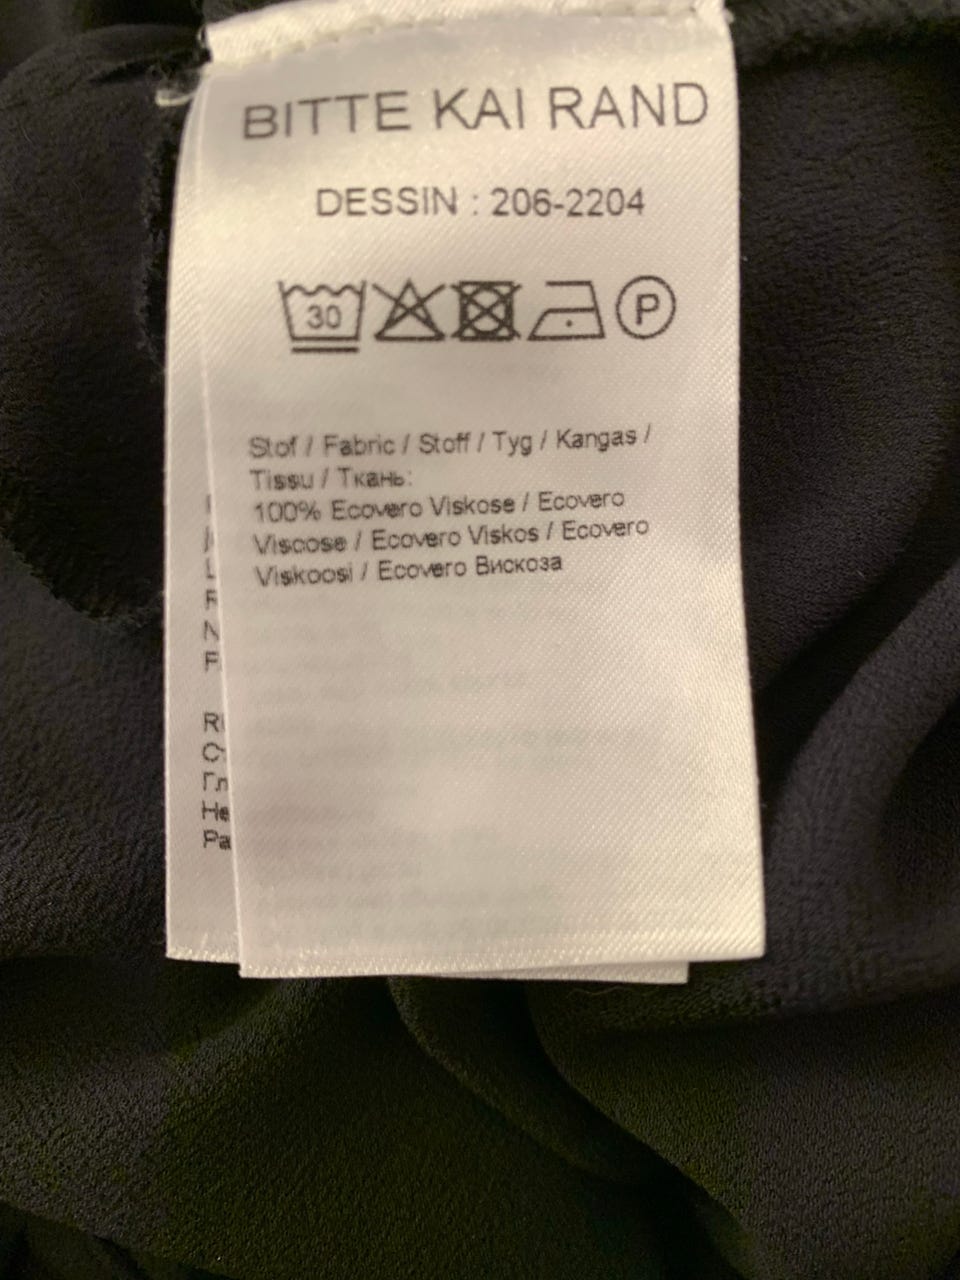 BITTE KAI RAND
DESSIN : 206-2204
30
P
Stof / Fabric / Stoff / Tyg / Kangas /
Tissu / Ткань:
100% Ecovero Viskose / Ecovero
Viscose / Ecovero Viskos / Ecovero
Viskoosi / Ecovero Вискоза